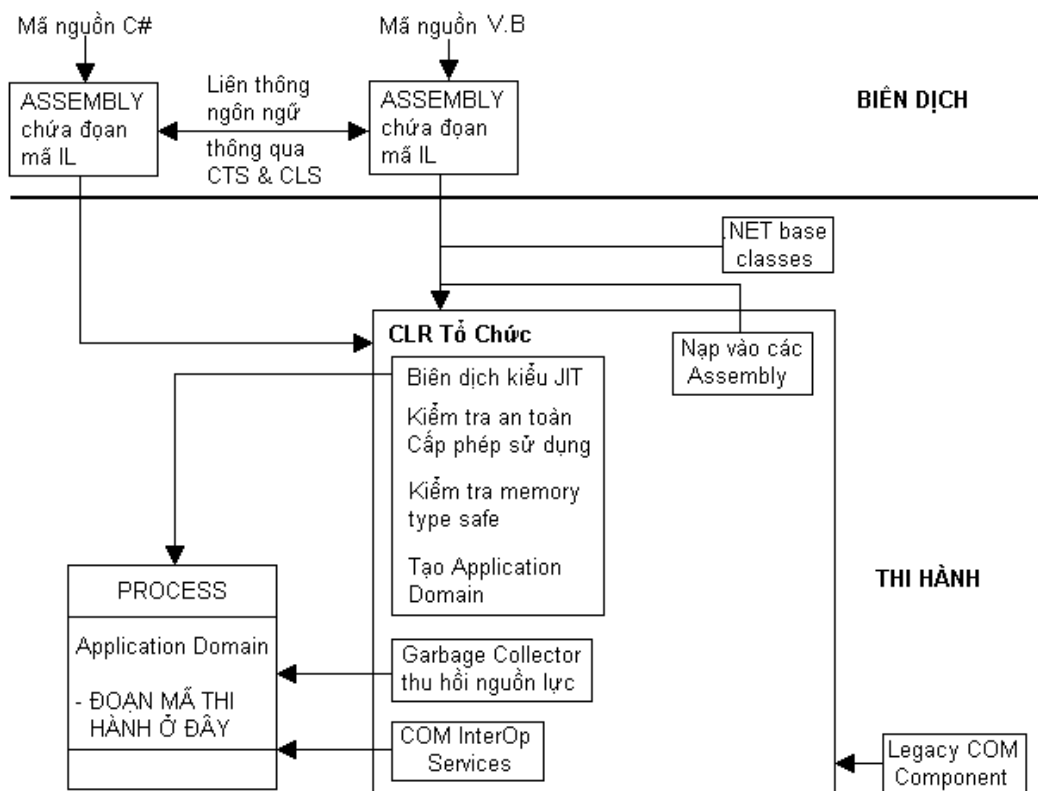 Mã nguồn C#
Mã nguồn V.B
ASSEMBLY
chứa đọan
mã IL
Liên thông
ngôn ngữ
thông qua
CTS & CLS
ASSEMBLY
chứa đoạn
mã IL
BIÊN DỊCH
.NET base
classes
CLR Tổ Chức
Nạp vào các
Assembly
Biên dịch kiểu JIT
Kiểm tra an toàn
Cấp phép sử dụng
Kiểm tra memory
type safe
Tạo Application
Domain
THI HÀNH
PROCESS
Application Domain
- ĐOẠN MÃ THI
HÀNH Ở ĐÂY
Garbage Collector
thu hồi nguồn lực
COM InterOp
Services
Legacy COM
Component